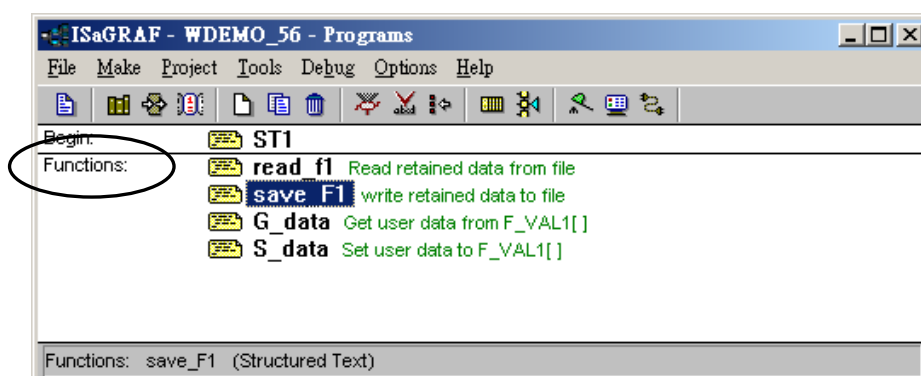 ISaGRAF - WDEMO_56 - Programs
File Make Project Tools Debug Options Help
Begin: ST1
Functions: read_f1 Read retained data from file
save_F1 write retained data to file
G_data Get user data from F_VAL1[ ]
S_data Set user data to F_VAL1[ ]
Functions: save_F1 (Structured Text)